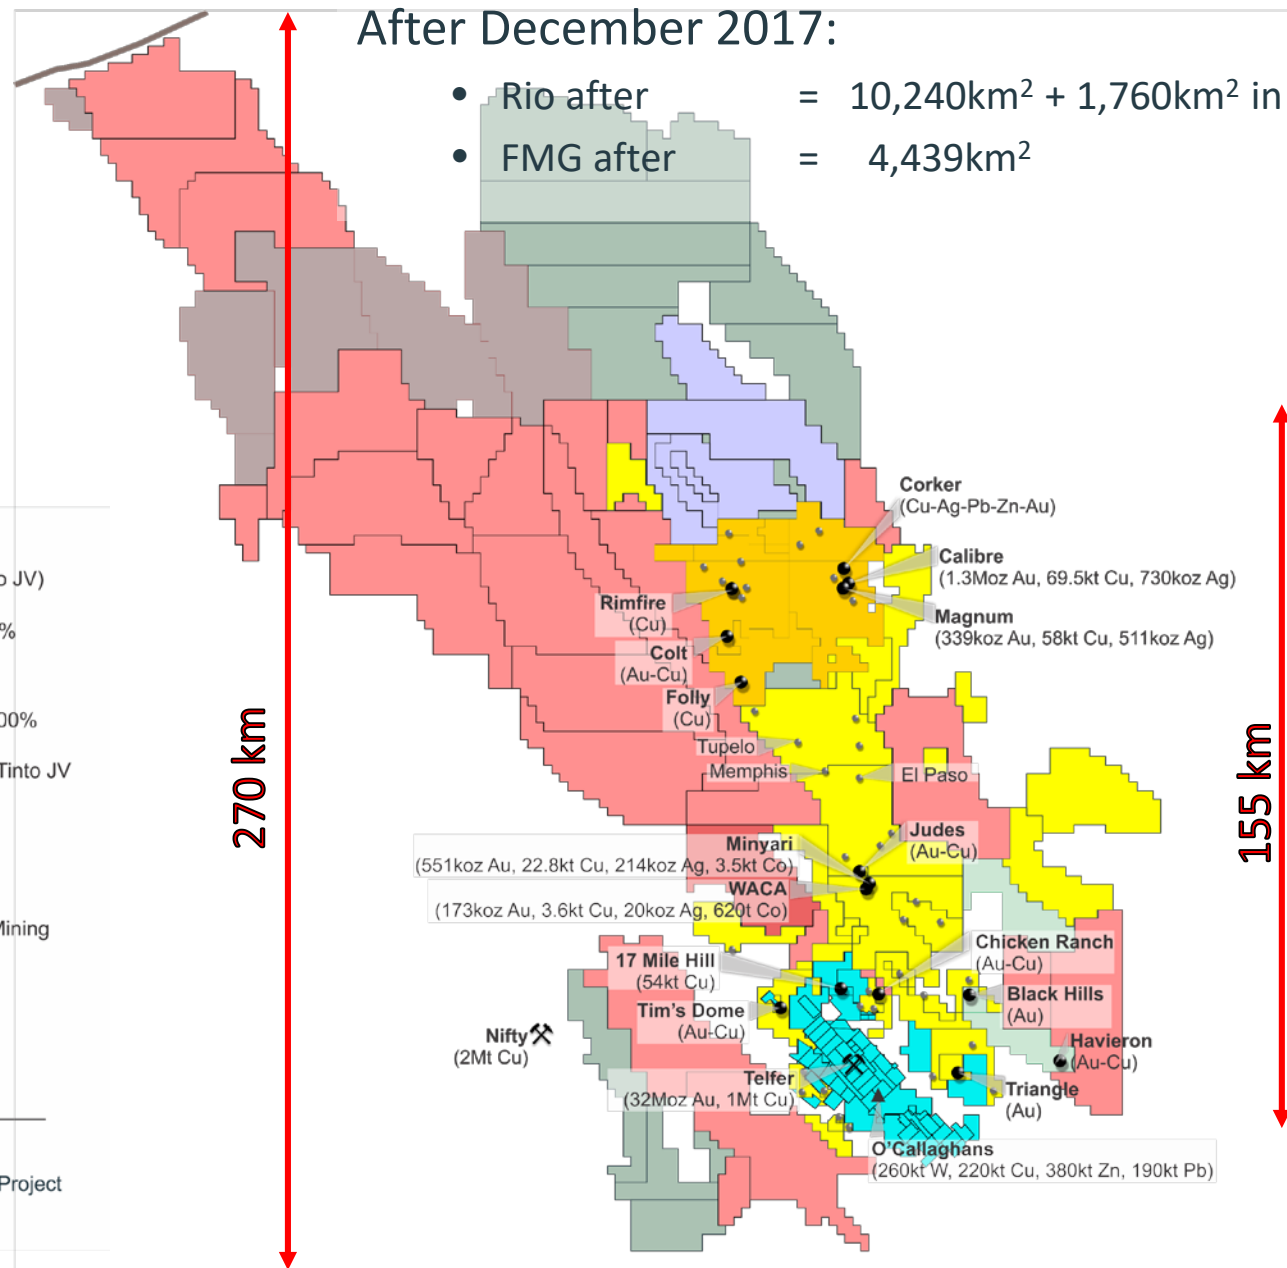 After December 2017:
• Rio after = 10,240km² + 1,760km² in
• FMG after = 4,439km²
Corker
(Cu-Ag-Pb-Zn-Au)
Calibre
(1.3Moz Au, 69.5kt Cu, 730koz Ag)
Magnum
(339koz Au, 58kt Cu, 511koz Ag)
Rimfire
(Cu)
Colt
(Au-Cu)
Folly
(Cu)
Tupelo
Memphis
El Paso
270 km
155 km
JV)
%
00%
Tinto JV
Mining
Project
Judes
(Au-Cu)
Minyari
(551koz Au, 22.8kt Cu, 214koz Ag, 3.5kt Co)
WACA
(173koz Au, 3.6kt Cu, 20koz Ag, 620t Co)
Chicken Ranch
(Au-Cu)
17 Mile Hill
(54kt Cu)
Black Hills
(Au)
Tim's Dome
(Au-Cu)
Nifty
(2Mt Cu)
Havieron
(Au-Cu)
Telfer
(32Moz Au, 1Mt Cu)
Triangle
(Au)
O'Callaghans
(260kt W, 220kt Cu, 380kt Zn, 190kt Pb)